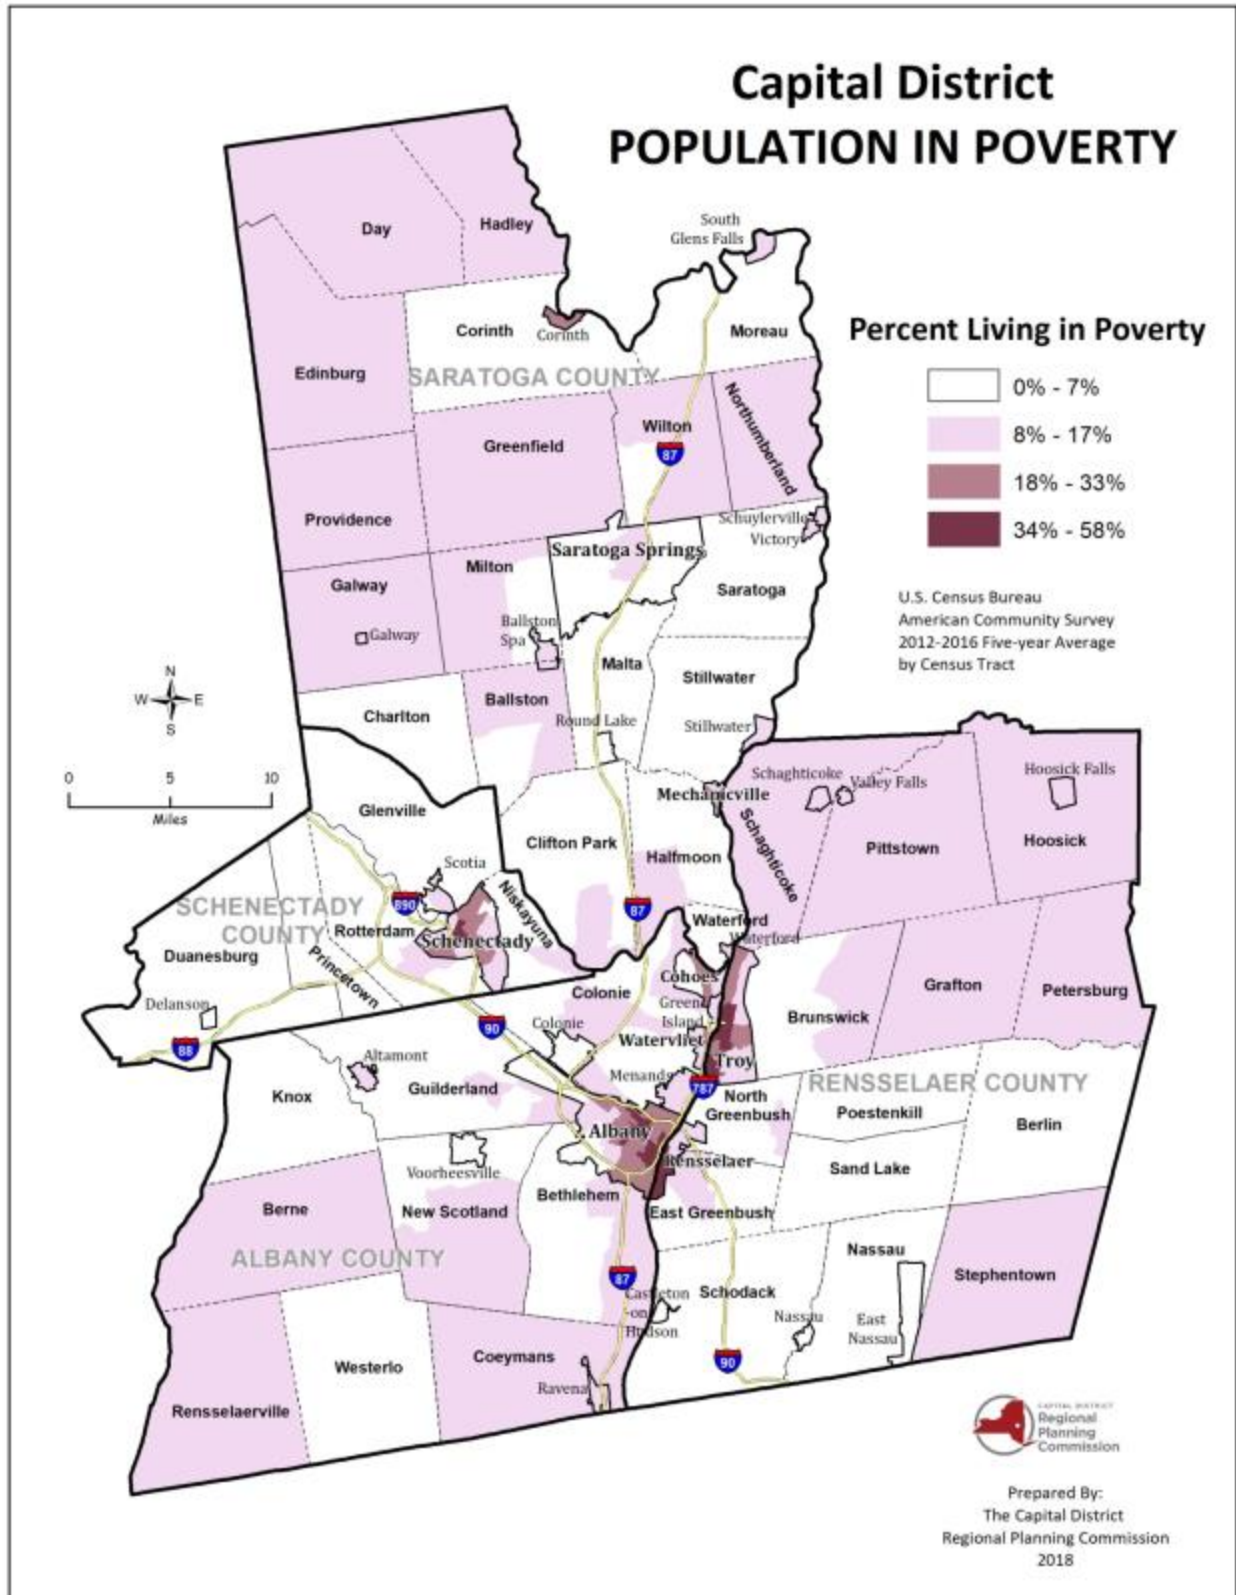 Capital District
POPULATION IN POVERTY
South
Glens Falls
Day
Hadley
Corinth
Corinth
Moreau
Percent Living in Poverty
0% - 7%
8% - 17%
18% - 33%
34% - 58%
Edinburg
SARATOGA COUNTY
Wilton
Northumberland
Greenfield
87
Providence
Schuylerville
Victory
Saratoga Springs
Milton
Galway
Saratoga
U.S. Census Bureau
American Community Survey
2012-2016 Five-year Average
by Census Tract
Galway
Ballston
Spa
Malta
Stillwater
N
W
E
S
Ballston
Charlton
Round Lake
Stillwater
0
5
10
Miles
Schaghticoke
Valley Falls
Hoosick Falls
Mechanicville
Glenville
Clifton Park
Halfmoon
Schaghticoke
Pittstown
Hoosick
Scotia
Niskayuna
890
87
SCHENECTADY
COUNTY
Rotterdam
Schenectady
Waterford
Waterford
Duanesburg
Princetown
Cohoes
Colonie
Grafton
Petersburg
Delanson
Green
Island
Brunswick
90
Colonie
Watervliet
88
Altamont
Troy
Menands
787
RENSSELAER COUNTY
Knox
Guilderland
North
Greenbush
Poestenkill
Berlin
Albany
Rensselaer
Sand Lake
Voorheesville
Bethlehem
Berne
New Scotland
East Greenbush
ALBANY COUNTY
Nassau
87
Stephentown
Castleton
-on
Hudson
Schodack
Nassau
East
Nassau
Westerlo
Coeymans
90
Ravena
Rensselaerville
CAPITAL DISTRICT
Regional
Planning
Commission
Prepared By:
The Capital District
Regional Planning Commission
2018